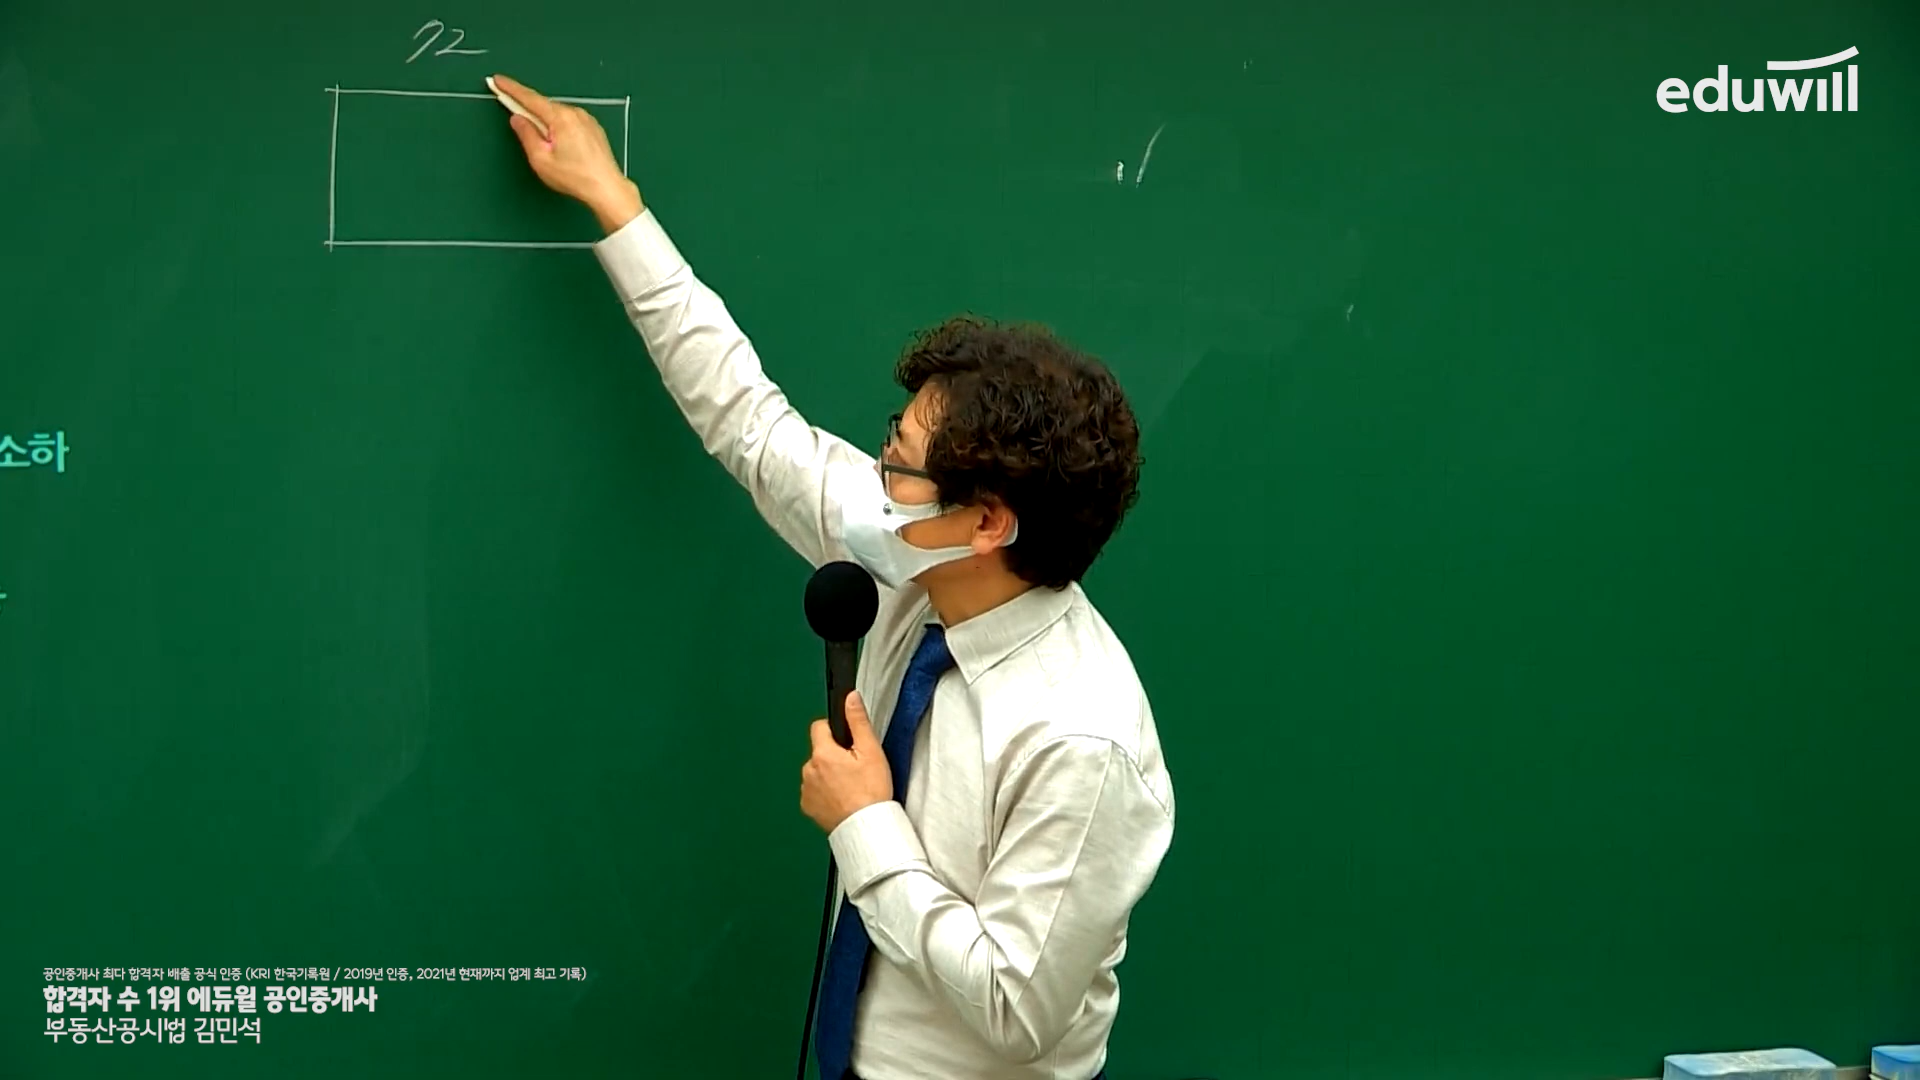 72
eduwill
소하
공인중개사 최다 합격자 배출 공식 인증 (KRI 한국기록원 / 2019년 인증, 2021년 현재까지 업계 최고 기록)
합격자 수 1위 에듀윌 공인중개사
부동산공시법 김민석